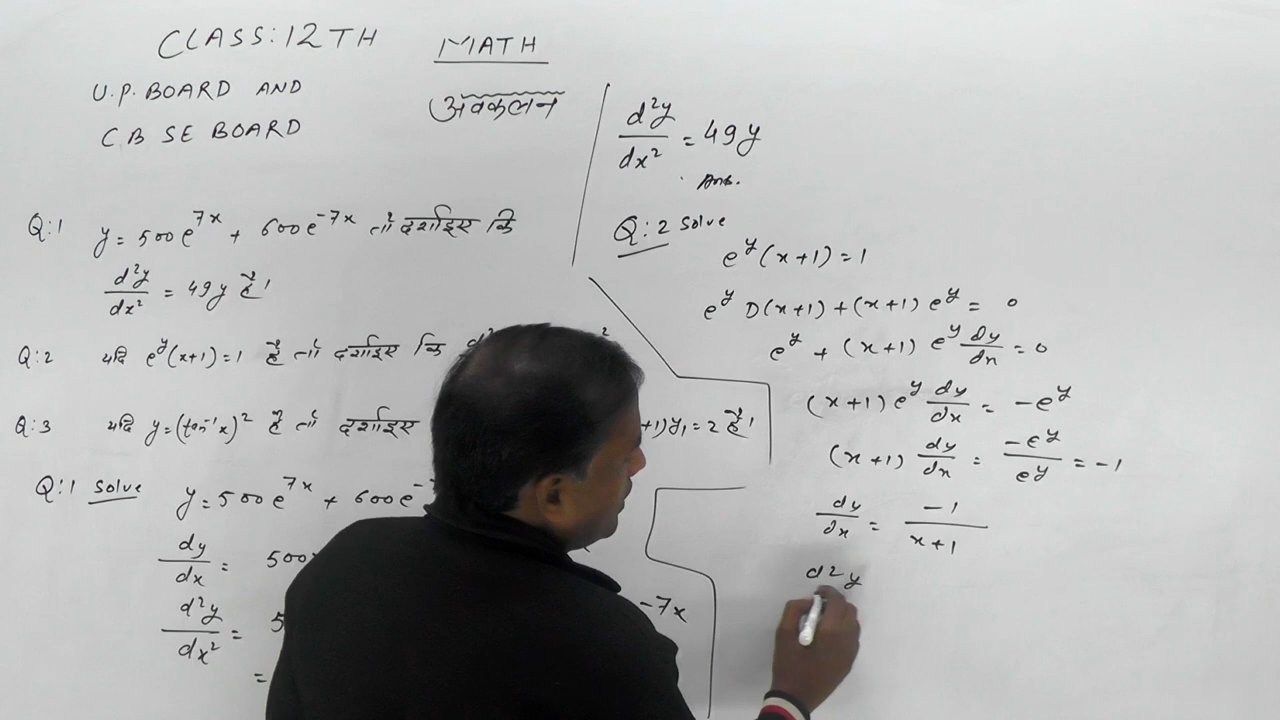 CLASS: 12TH MATH
U.P. BOARD AND
CBSE BOARD
अवकलन
Q:1 y = 500e^{7x} + 600e^{-7x} तो दर्शाइए कि
d²y/dx² = 49y है।
Q:2 यदि e^y(x+1) = 1 है तो दर्शाइए कि
Q:3 यदि y = (tan⁻¹x)² है तो दर्शाइए +1)y₁ = 2 है।
Q:1 Solve y = 500e^{7x} + 600e
dy/dx = 500
d²y/dx² = 5 -7x
=
d²y/dx² = 49y
Ans.
Q:2 Solve
e^y(x+1) = 1
e^y D(x+1) + (x+1) e^y = 0
e^y + (x+1) e^y dy/dx = 0
(x+1) e^y dy/dx = -e^y
(x+1) dy/dx = -e^y/e^y = -1
dy/dx = -1/x+1
d²y